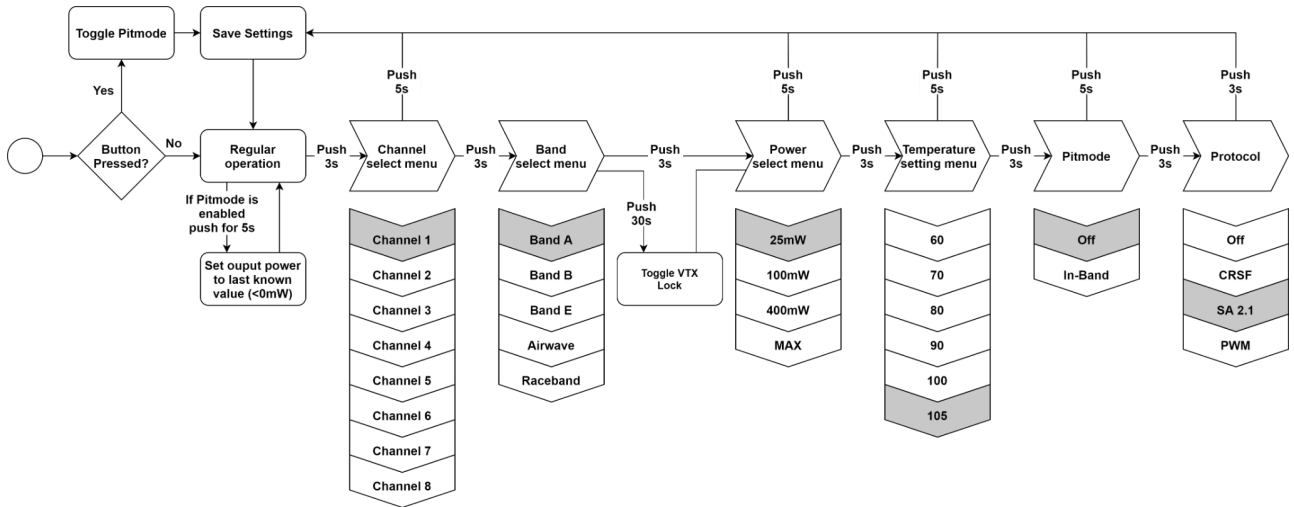 Toggle Pitmode
Save Settings
Push
5s
Push
5s
Push
5s
Push
5s
Push
3s
Yes
Button
Pressed?
No
Regular
operation
Push
3s
Channel
select menu
Push
3s
Band
select menu
Push
3s
Power
select menu
Push
3s
Temperature
setting menu
Push
3s
Pitmode
Push
3s
Protocol
If Pitmode is
enabled
push for 5s
Set ouput power
to last known
value (<0mW)
Push
30s
Toggle VTX
Lock
Channel 1
Channel 2
Channel 3
Channel 4
Channel 5
Channel 6
Channel 7
Channel 8
Band A
Band B
Band E
Airwave
Raceband
25mW
100mW
400mW
MAX
60
70
80
90
100
105
Off
In-Band
Off
CRSF
SA 2.1
PWM